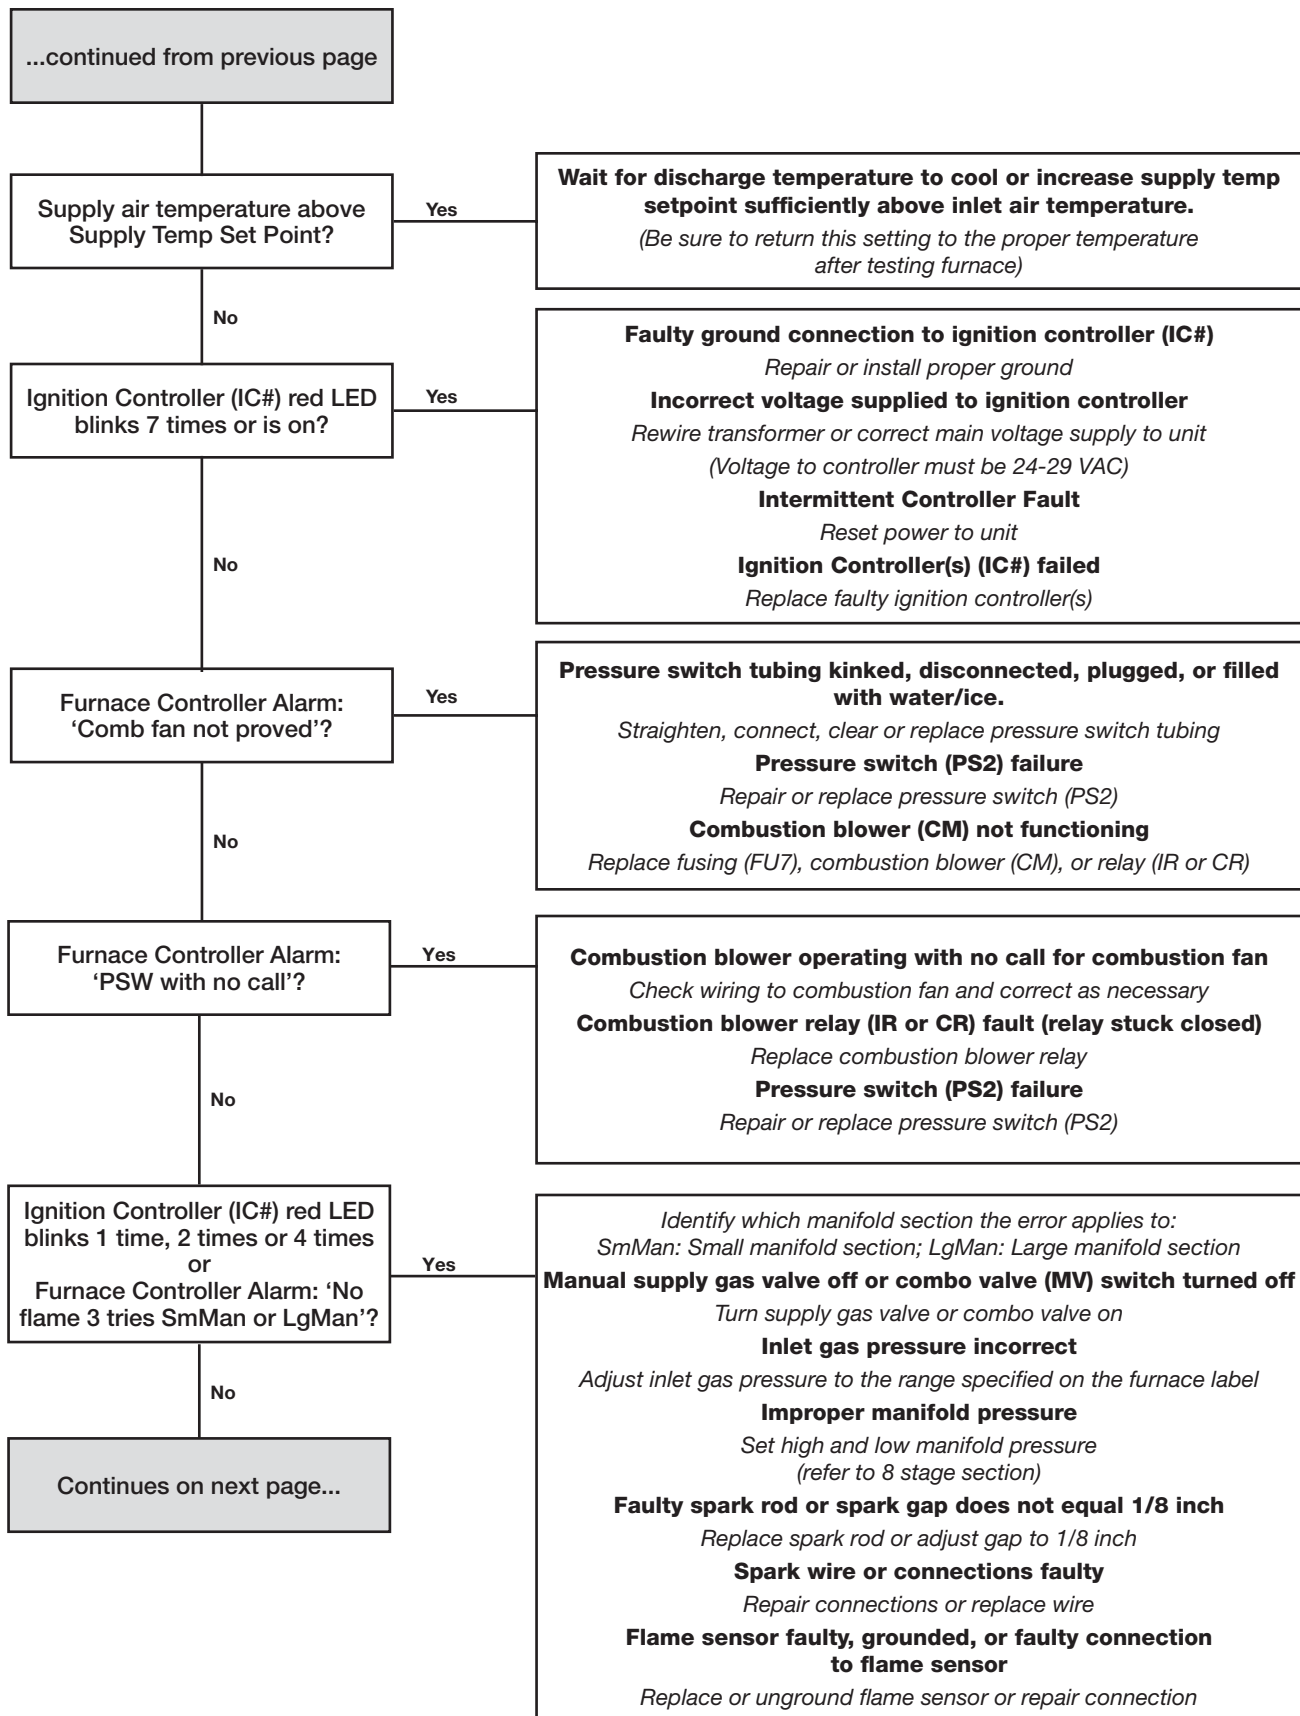 ...continued from previous page
Supply air temperature above
Supply Temp Set Point?
Yes
Wait for discharge temperature to cool or increase supply temp
setpoint sufficiently above inlet air temperature.
(Be sure to return this setting to the proper temperature
after testing furnace)
No
Ignition Controller (IC#) red LED
blinks 7 times or is on?
Yes
Faulty ground connection to ignition controller (IC#)
Repair or install proper ground
Incorrect voltage supplied to ignition controller
Rewire transformer or correct main voltage supply to unit
(Voltage to controller must be 24-29 VAC)
Intermittent Controller Fault
Reset power to unit
Ignition Controller(s) (IC#) failed
Replace faulty ignition controller(s)
No
Furnace Controller Alarm:
‘Comb fan not proved’?
Yes
Pressure switch tubing kinked, disconnected, plugged, or filled
with water/ice.
Straighten, connect, clear or replace pressure switch tubing
Pressure switch (PS2) failure
Repair or replace pressure switch (PS2)
Combustion blower (CM) not functioning
Replace fusing (FU7), combustion blower (CM), or relay (IR or CR)
No
Furnace Controller Alarm:
‘PSW with no call’?
Yes
Combustion blower operating with no call for combustion fan
Check wiring to combustion fan and correct as necessary
Combustion blower relay (IR or CR) fault (relay stuck closed)
Replace combustion blower relay
Pressure switch (PS2) failure
Repair or replace pressure switch (PS2)
No
Ignition Controller (IC#) red LED
blinks 1 time, 2 times or 4 times
or
Furnace Controller Alarm: ‘No
flame 3 tries SmMan or LgMan’?
Yes
Identify which manifold section the error applies to:
SmMan: Small manifold section; LgMan: Large manifold section
Manual supply gas valve off or combo valve (MV) switch turned off
Turn supply gas valve or combo valve on
Inlet gas pressure incorrect
Adjust inlet gas pressure to the range specified on the furnace label
Improper manifold pressure
Set high and low manifold pressure
(refer to 8 stage section)
Faulty spark rod or spark gap does not equal 1/8 inch
Replace spark rod or adjust gap to 1/8 inch
Spark wire or connections faulty
Repair connections or replace wire
Flame sensor faulty, grounded, or faulty connection
to flame sensor
Replace or unground flame sensor or repair connection
No
Continues on next page...